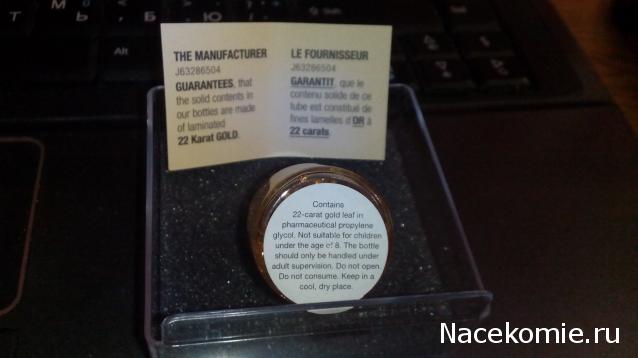 Ь , Б . Ю /
Alt
THE MANUFACTURER
J63286504
GUARANTEES, that
the solid contents in
our bottles are made
of laminated
22 Karat GOLD.
LE FOURNISSEUR
J63286504
GARANTIT, que le
contenu solide de ce
tube est constitué de
fines lamelles d'OR à
22 carats.
Contains
22-carat gold leaf in
pharmaceutical propylene
glycol. Not suitable for children
under the age of 8. The bottle
should only be handled under
adult supervision. Do not open.
Do not consume. Keep in a
cool, dry place.
Nacekomie.ru